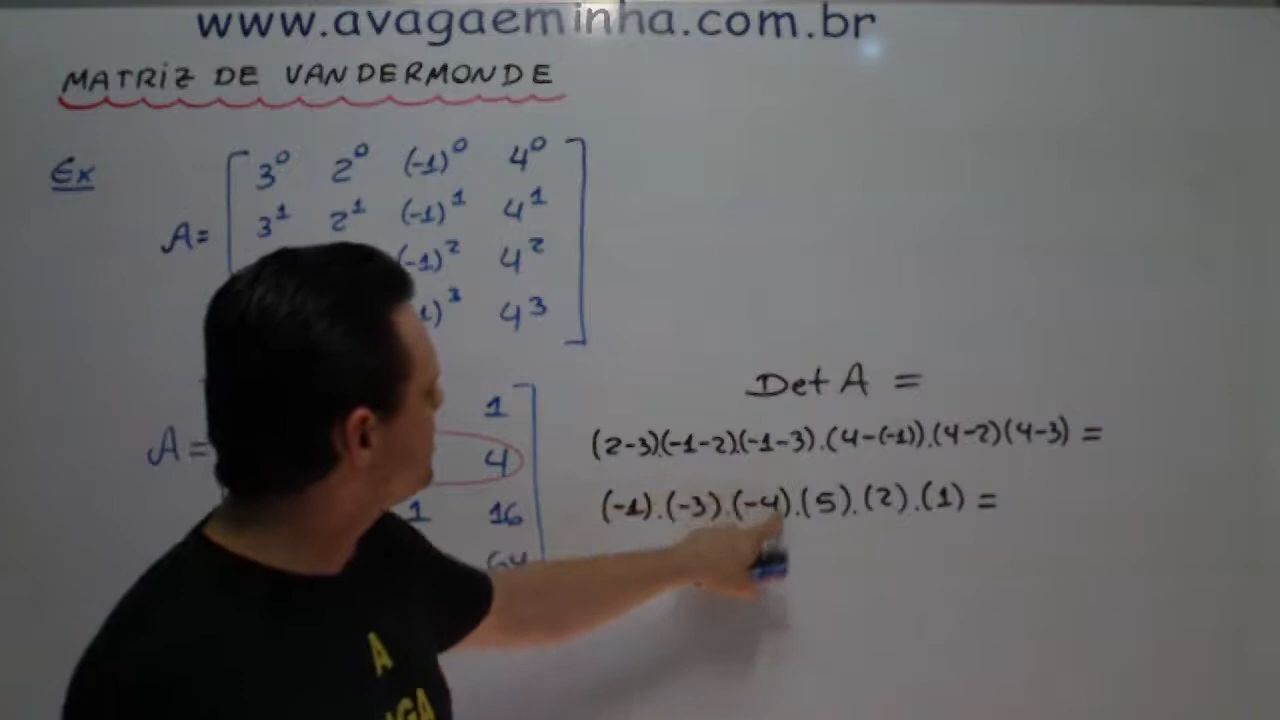 www.avagaeminha.com.br
MATRIZ DE VANDERMONDE
Ex
A=
3⁰ 2⁰ (-1)⁰ 4⁰
3¹ 2¹ (-1)¹ 4¹
(-1)² 4²
1)³ 4³
Det A =
(2-3).(-1-2).(-1-3).(4-(-1)).(4-2)(4-3) =
(-1).(-3).(-4).(5).(2).(1) =
A=
1
4
1 16
64
A